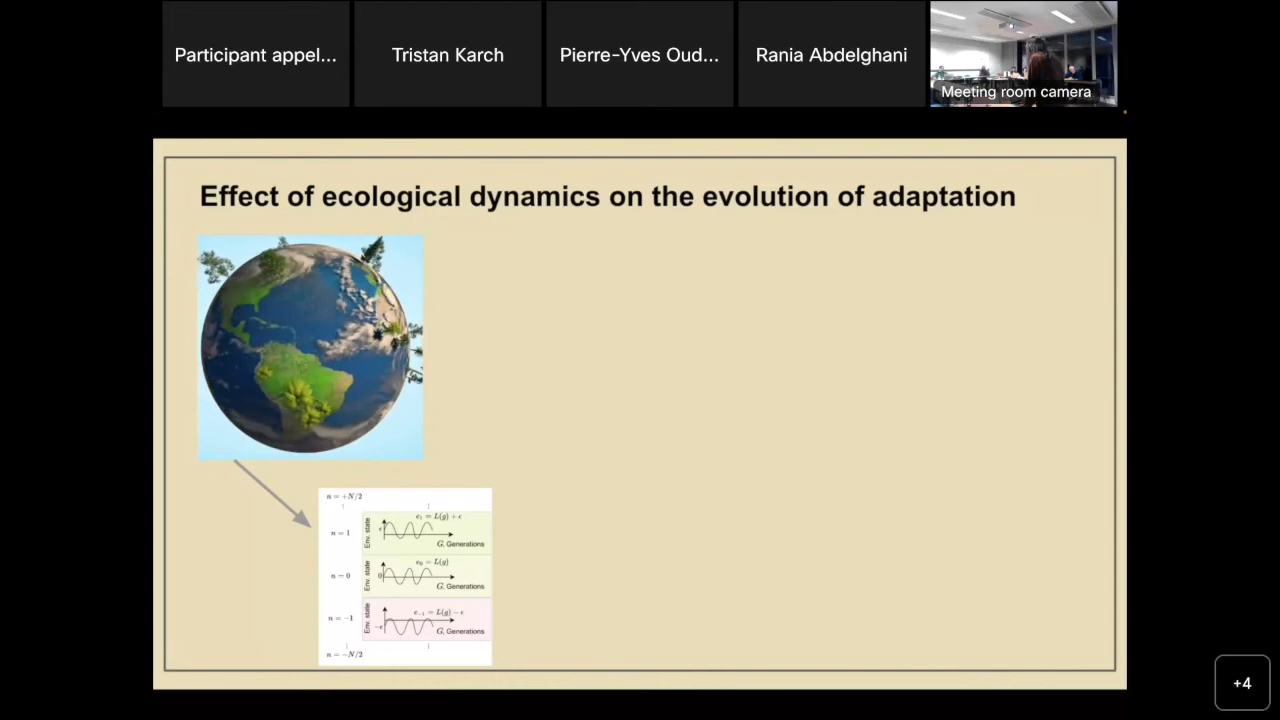 Participant appel...
Tristan Karch
Pierre-Yves Oud...
Rania Abdelghani
Meeting room camera
Effect of ecological dynamics on the evolution of adaptation
n = +N/2
e₁ = L(g) + ϵ
n = 1
Env. state
ϵ
G, Generations
e₀ = L(g)
n = 0
Env. state
0
G, Generations
e₋₁ = L(g) − ϵ
n = −1
Env. state
−ϵ
G, Generations
n = −N/2
+4